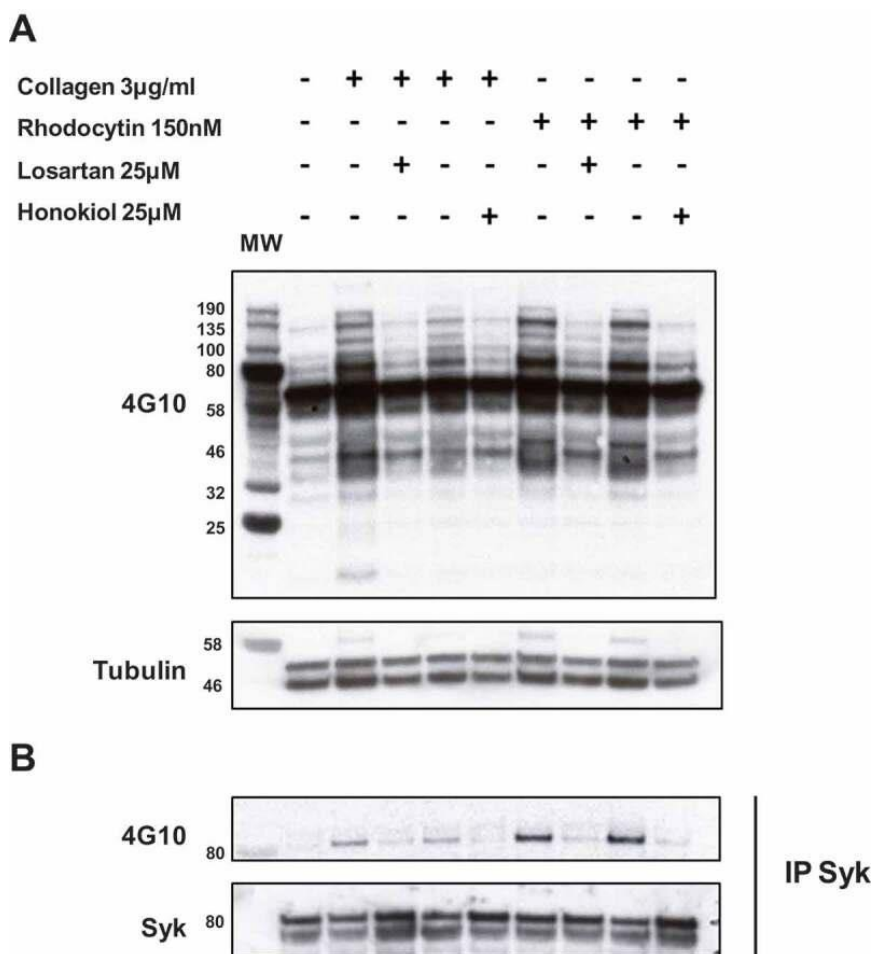 A
Collagen 3µg/ml - + + + + - - - -
Rhodocytin 150nM - - - - - + + + +
Losartan 25µM - - + - - - + - -
Honokiol 25µM - - - - + - - - +
MW
190
135
100
80
4G10
58
46
32
25
58
Tubulin
46
B
4G10
80
IP Syk
Syk 80